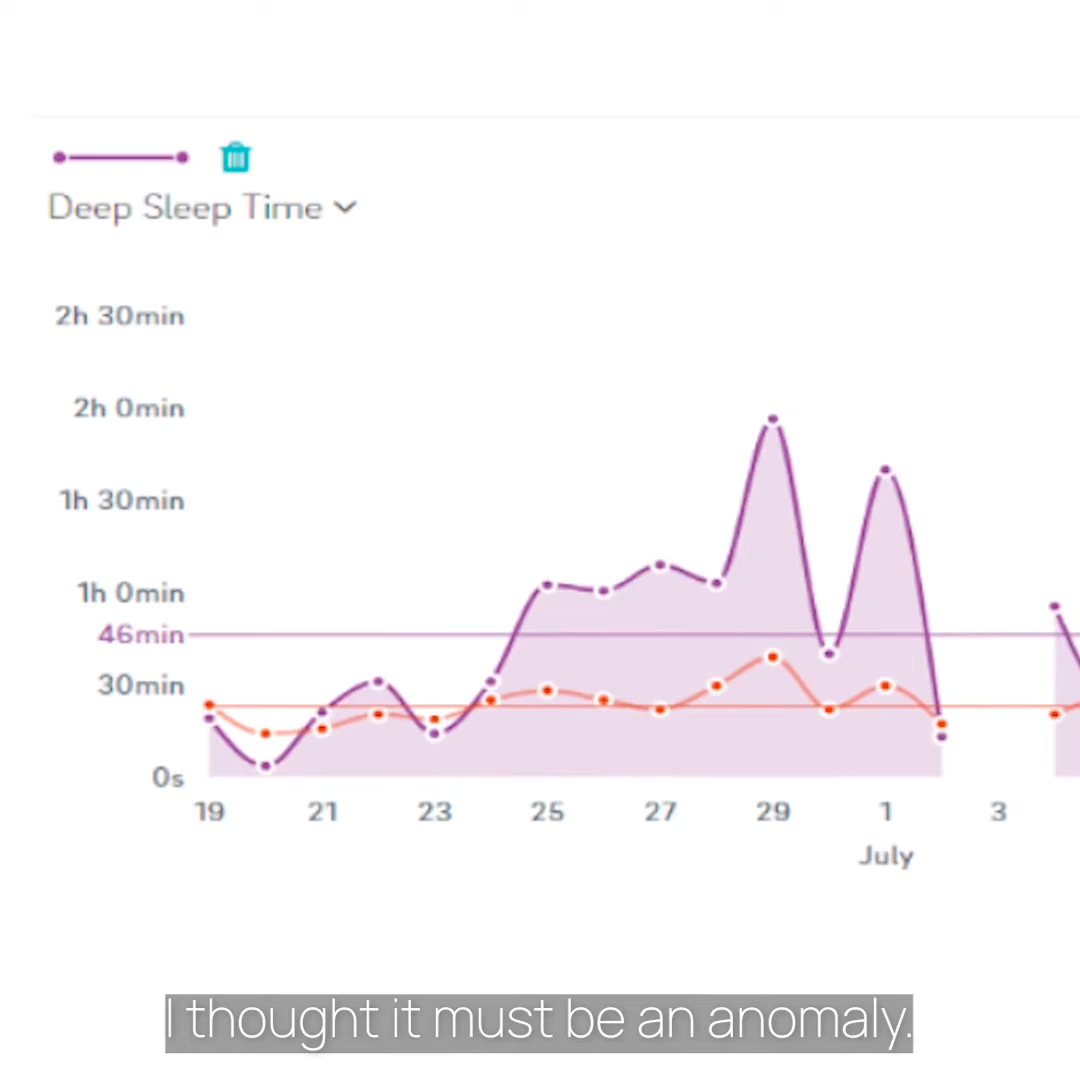 Deep Sleep Time
2h 30min
2h 0min
1h 30min
1h 0min
46min
30min
0s
19 21 23 25 27 29 1 3
July
I thought it must be an anomaly.